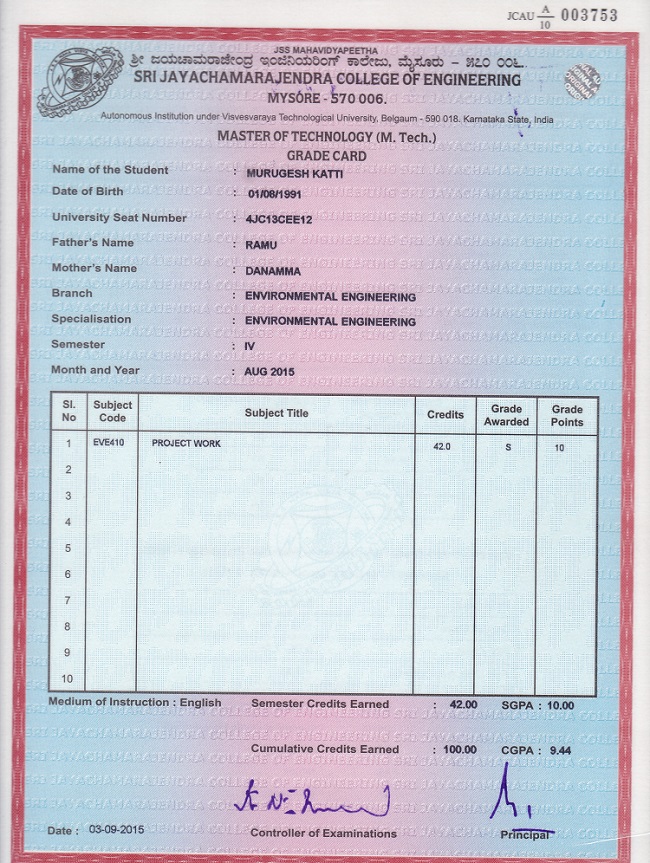 JCAU A/10 003753
JSS MAHAVIDYAPEETHA
ಶ್ರೀ ಜಯಚಾಮರಾಜೇಂದ್ರ ಇಂಜಿನಿಯರಿಂಗ್ ಕಾಲೇಜು, ಮೈಸೂರು - ೫೭೦ ೦೦೬.
SRI JAYACHAMARAJENDRA COLLEGE OF ENGINEERING
MYSORE - 570 006.
Autonomous Institution under Visvesvaraya Technological University, Belgaum - 590 018. Karnataka State, India
MASTER OF TECHNOLOGY (M. Tech.)
GRADE CARD
Name of the Student : MURUGESH KATTI
Date of Birth : 01/08/1991
University Seat Number : 4JC13CEE12
Father's Name : RAMU
Mother's Name : DANAMMA
Branch : ENVIRONMENTAL ENGINEERING
Specialisation : ENVIRONMENTAL ENGINEERING
Semester : IV
Month and Year : AUG 2015
Sl. No Subject Code Subject Title Credits Grade Awarded Grade Points
1 EVE410 PROJECT WORK 42.0 S 10
2
3
4
5
6
7
8
9
10
Medium of Instruction : English Semester Credits Earned : 42.00 SGPA : 10.00
Cumulative Credits Earned : 100.00 CGPA : 9.44
Date : 03-09-2015 Controller of Examinations Principal